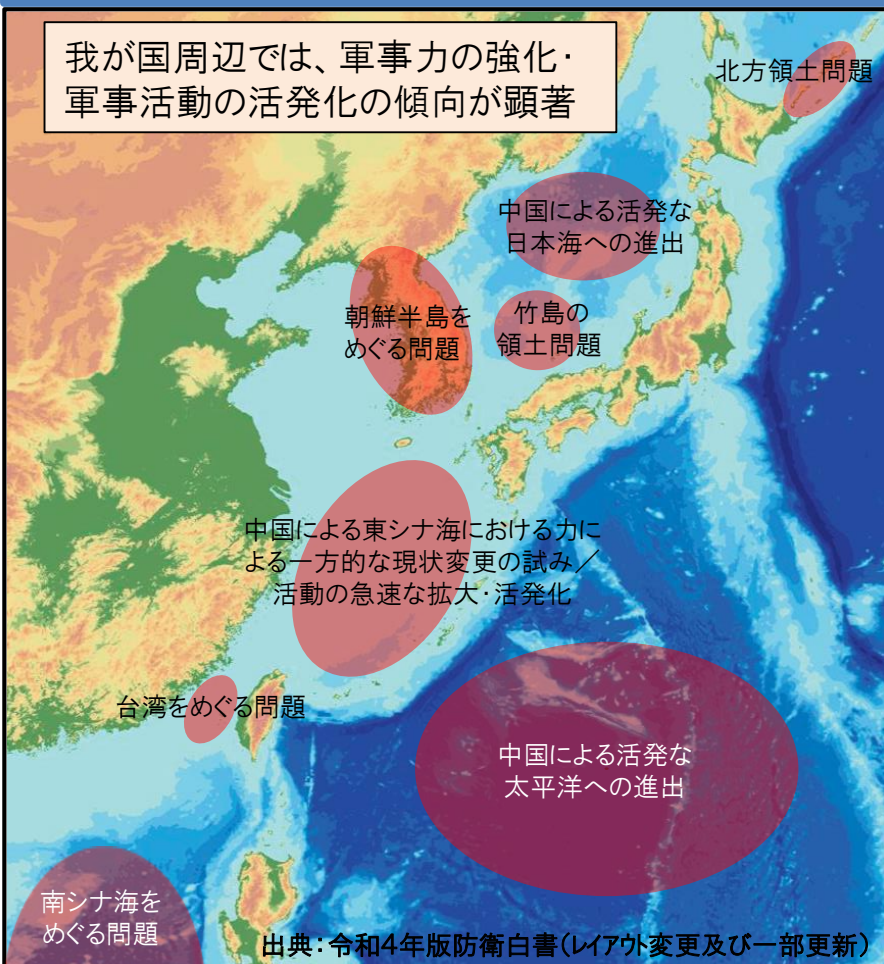 我が国周辺では、軍事力の強化・
軍事活動の活発化の傾向が顕著
北方領土問題
中国による活発な
日本海への進出
朝鮮半島を
めぐる問題
竹島の
領土問題
中国による東シナ海における力に
よる一方的な現状変更の試み／
活動の急速な拡大・活発化
台湾をめぐる問題
中国による活発な
太平洋への進出
南シナ海を
めぐる問題
出典：令和4年版防衛白書（レイアウト変更及び一部更新）